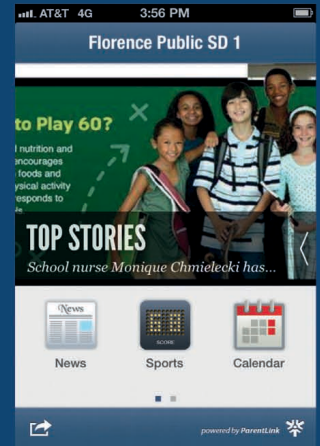 AT&T 4G 3:56 PM
Florence Public SD 1
to Play 60?
nutrition and
encourages
foods and
ysical activity
responds to
TOP STORIES
School nurse Monique Chmielecki has...
News
SCORE
News Sports Calendar
powered by ParentLink